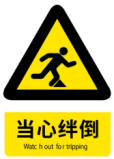 当心绊倒
Watch out for tripping